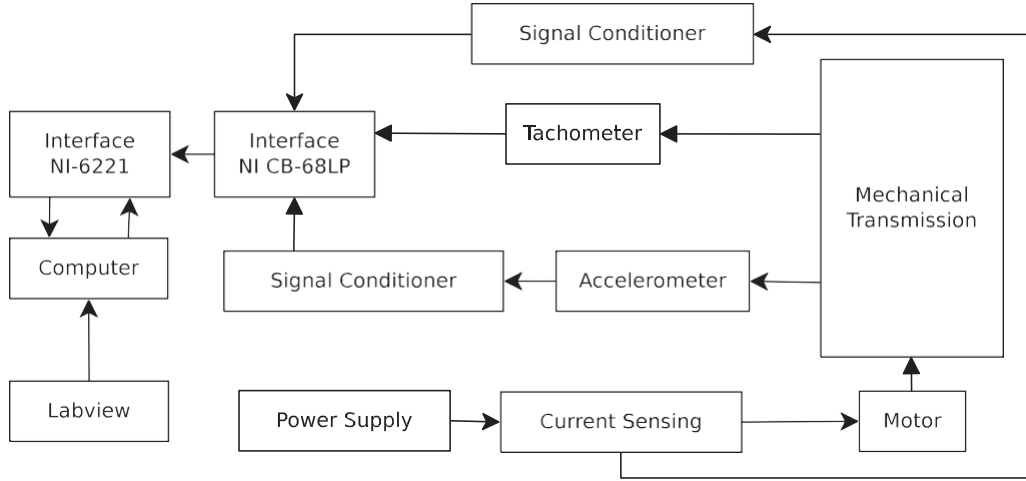 Signal Conditioner
Interface
NI-6221
Interface
NI CB-68LP
Tachometer
Mechanical
Transmission
Computer
Signal Conditioner
Accelerometer
Labview
Power Supply
Current Sensing
Motor